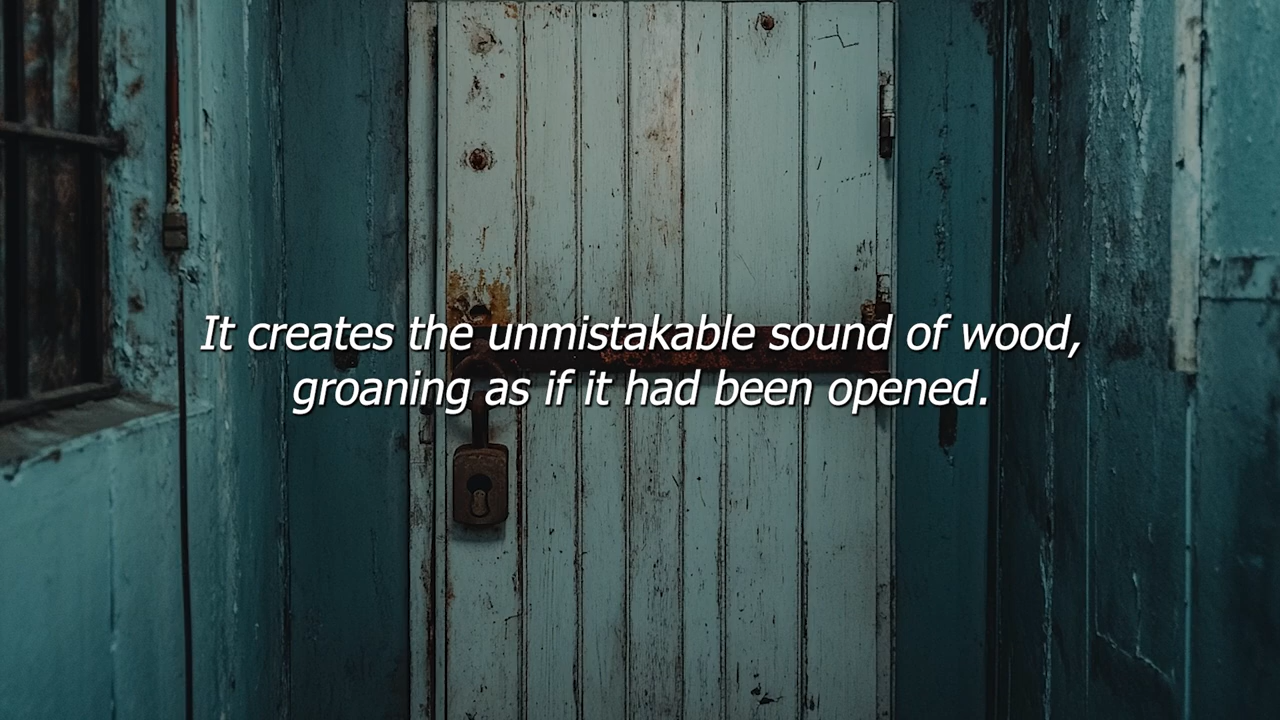 It creates the unmistakable sound of wood,
groaning as if it had been opened.